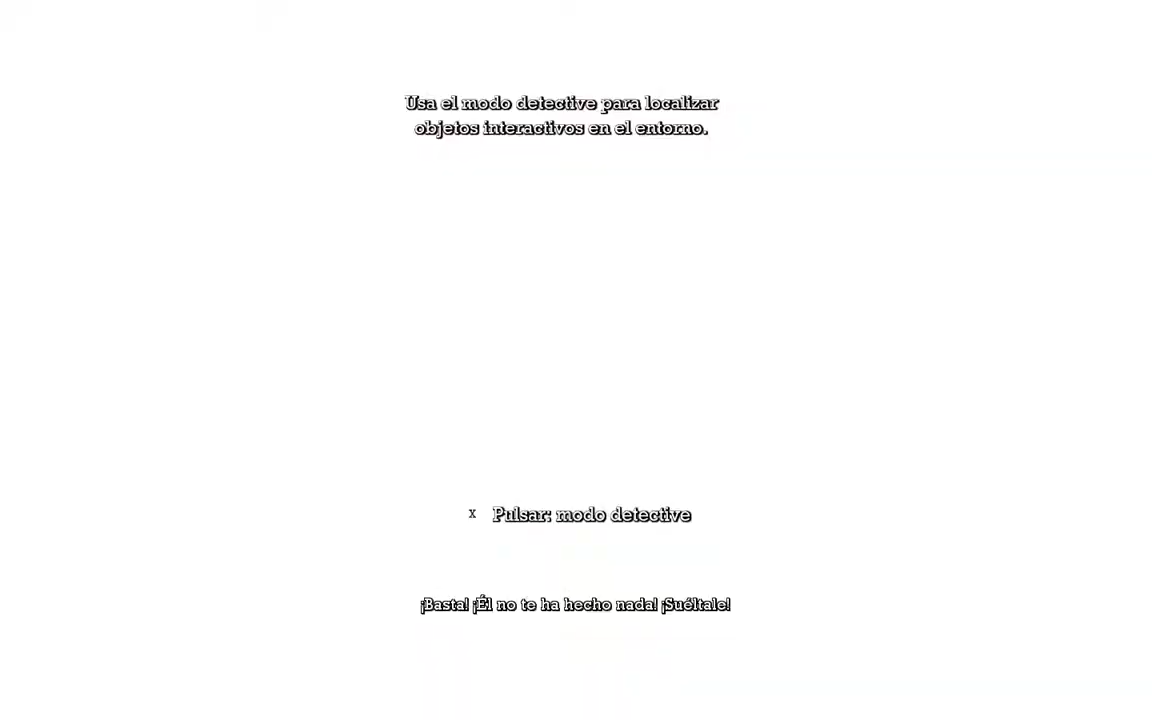 Usa el modo detective para localizar
objetos interactivos en el entorno.
X Pulsar: modo detective
¡Basta! ¡Él no te ha hecho nada! ¡Suéltale!